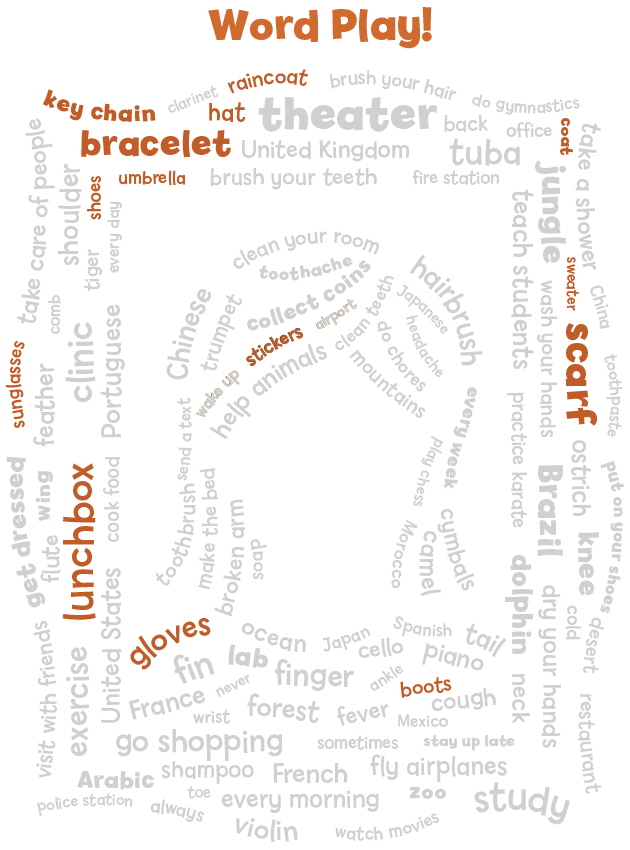 Word Play!
key chain
clarinet
raincoat
brush your hair
do gymnastics
hat
theater
back
office
coat
bracelet
United Kingdom
tuba
take a shower
take care of people
shoulder
shoes
umbrella
brush your teeth
fire station
jungle
every day
tiger
teach students
clean your room
toothache
collect coins
hairbrush
sweater
China
comb
Chinese
trumpet
airport
clean teeth
Japanese
headache
wash your hands
sunglasses
clinic
Portuguese
stickers
do chores
scarf
feather
wake up
help animals
mountains
toothpaste
send a text
every week
practice karate
play chess
ostrich
get dressed
wing
lunchbox
cook food
toothbrush
make the bed
broken arm
soap
Morocco
camel
cymbals
Brazil
knee
put on your shoes
flute
dolphin
dry your hands
cold
desert
United States
gloves
ocean
Japan
Spanish
tail
visit with friends
exercise
fin
lab
finger
cello
piano
ankle
boots
cough
neck
France
never
wrist
forest
fever
Mexico
restaurant
go shopping
sometimes
stay up late
Arabic
shampoo
French
fly airplanes
police station
always
toe
every morning
zoo
study
violin
watch movies